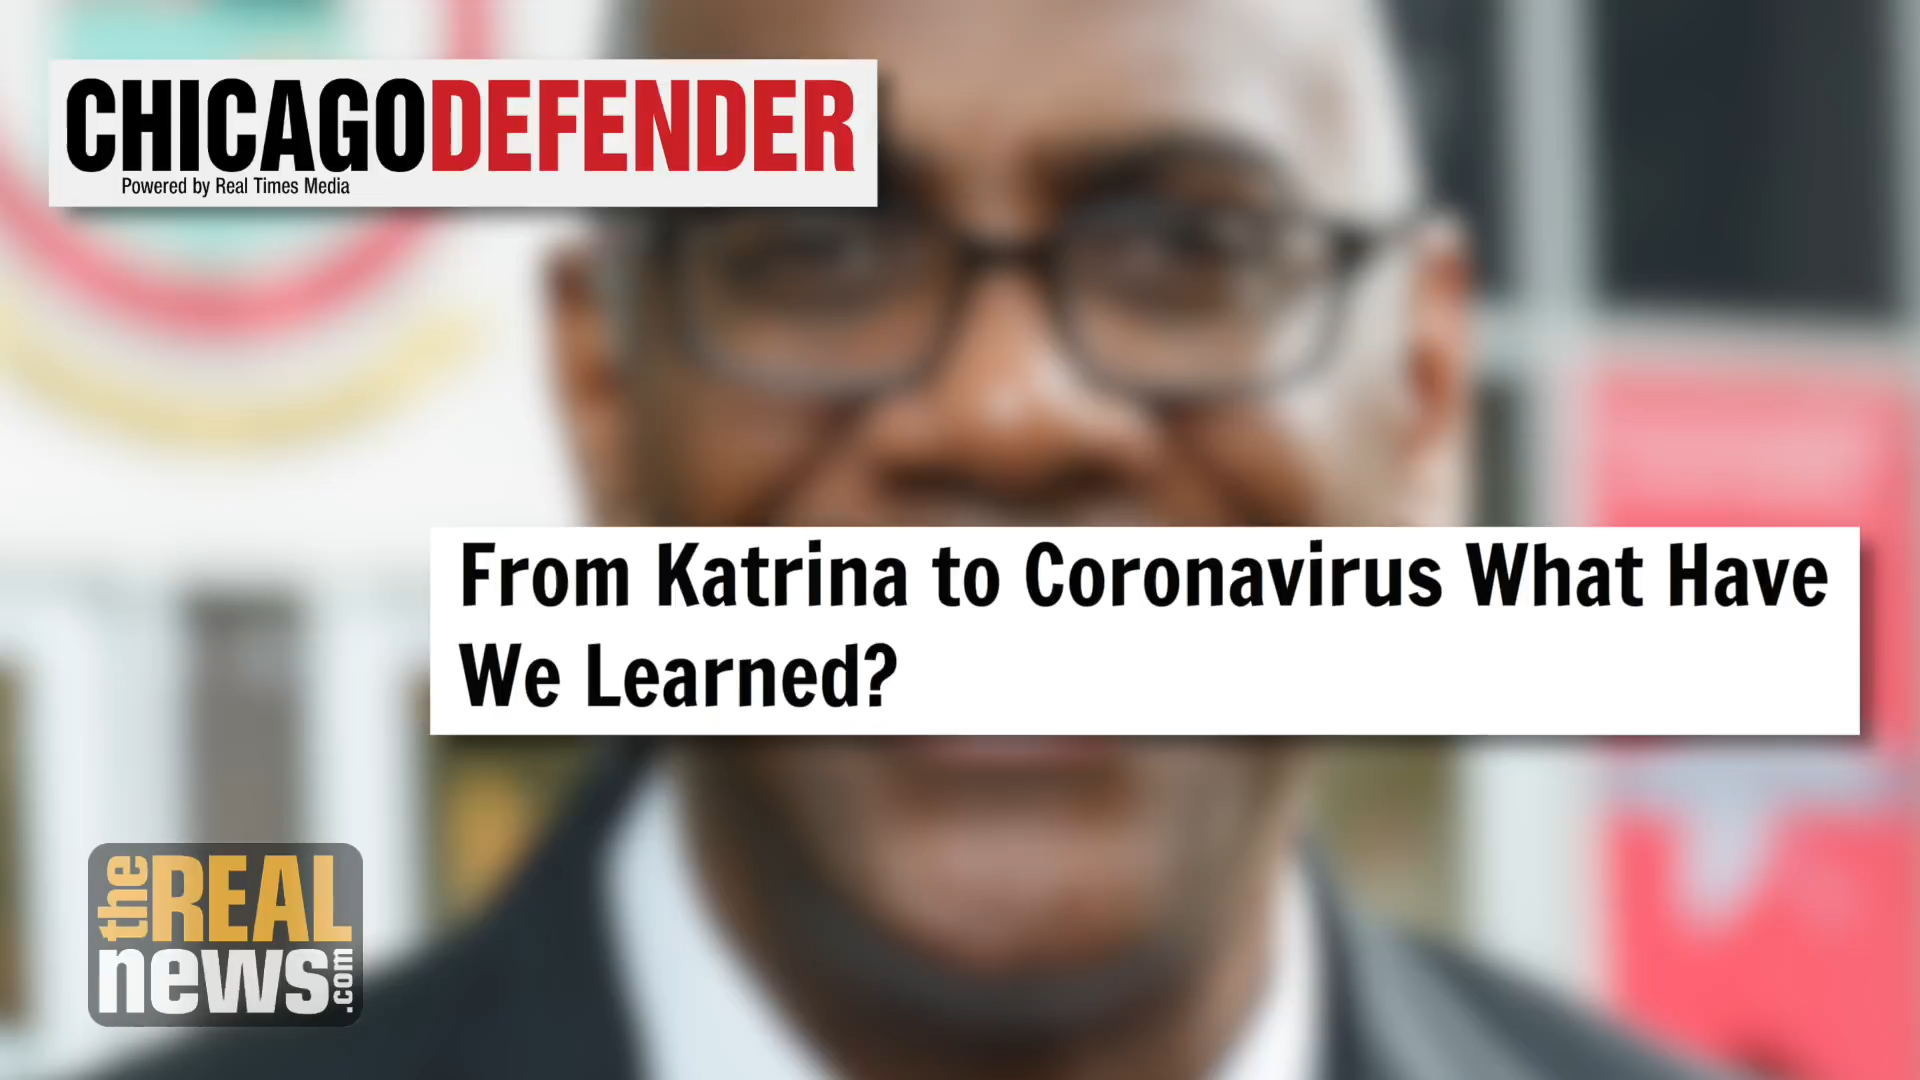 CHICAGODEFENDER
Powered by Real Times Media
From Katrina to Coronavirus What Have
We Learned?
the REAL
news.com